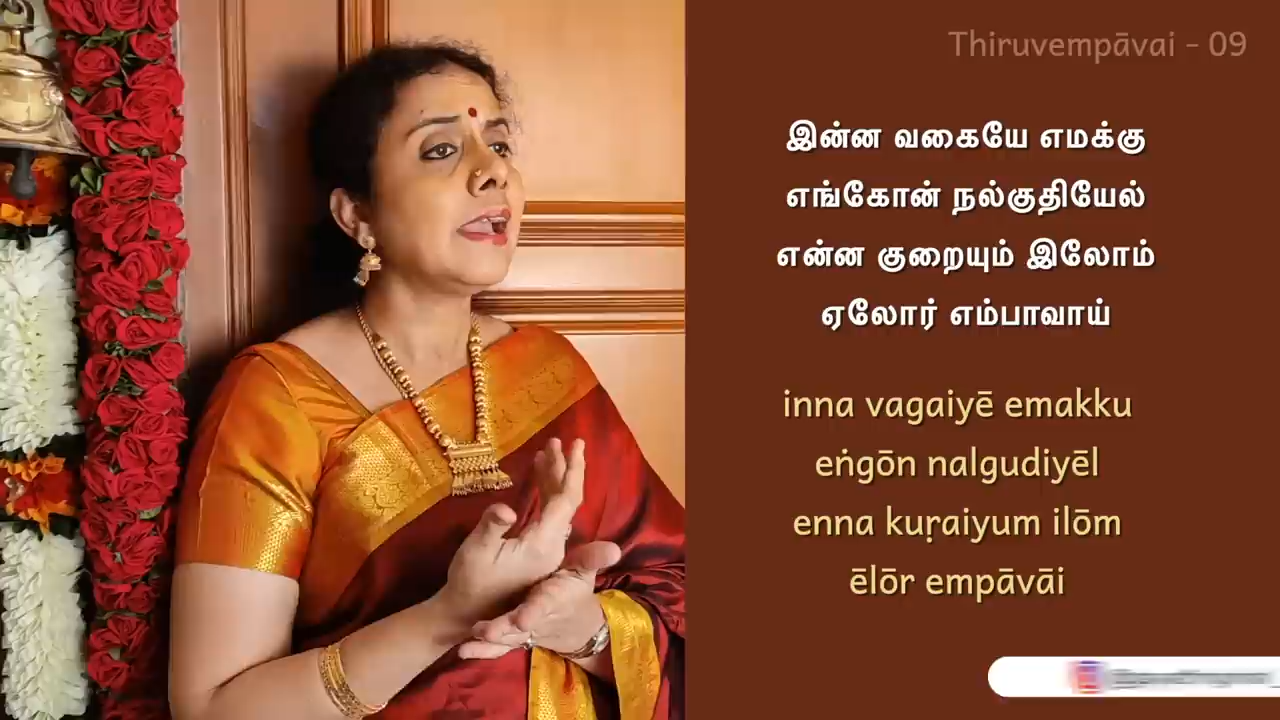 Thiruvempāvai - 09
இன்ன வகையே எமக்கு
எங்கோன் நல்குதியேல்
என்ன குறையும் இலோம்
ஏலோர் எம்பாவாய்
inna vagaiyē emakku
eṅgōn nalgudiyēl
enna kuṛaiyum ilōm
ēlōr empāvāi